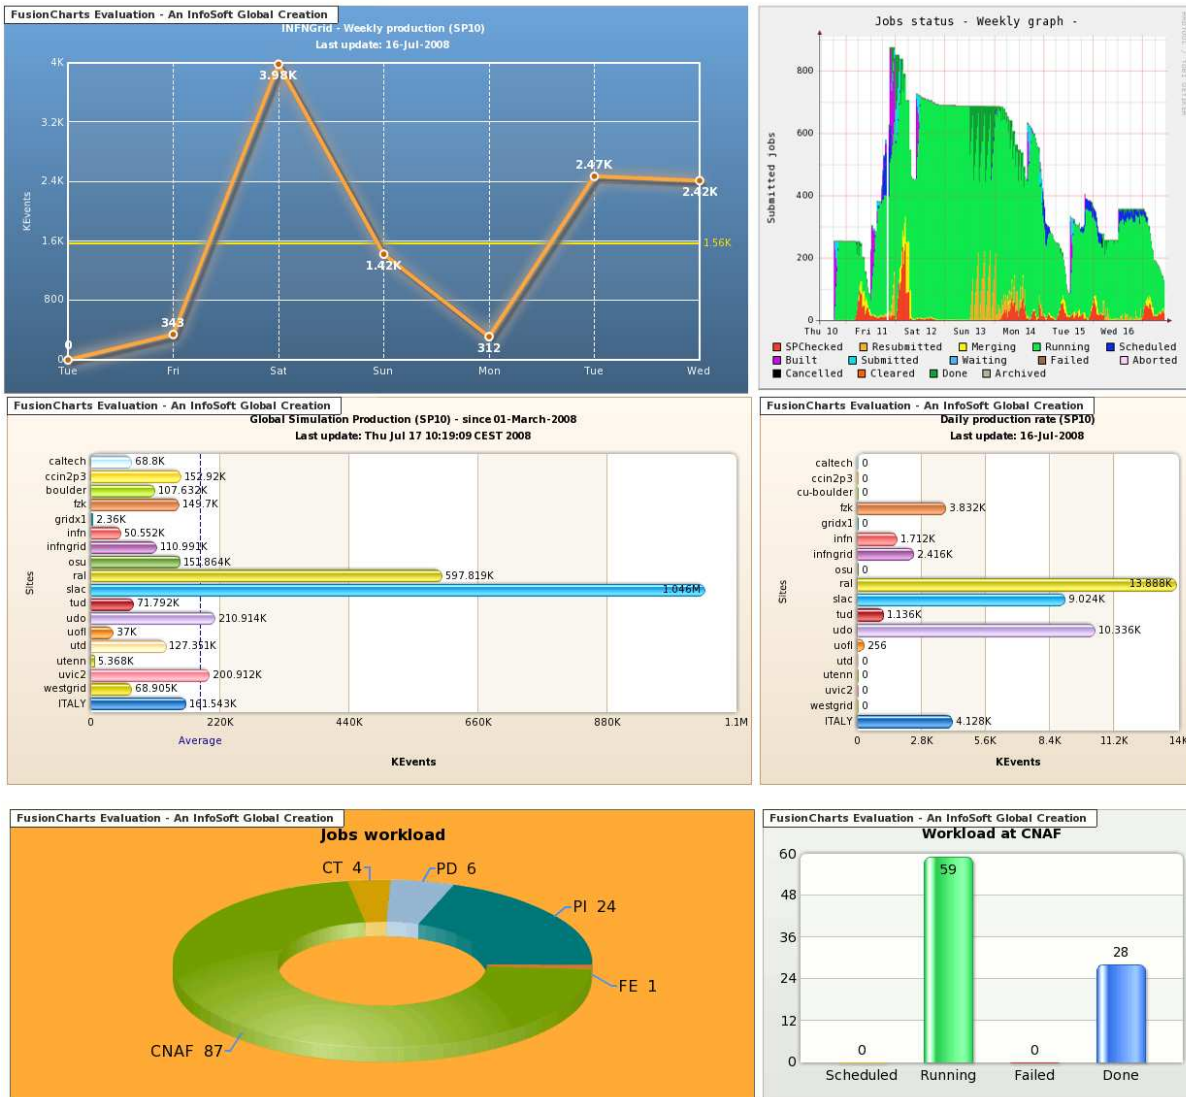 FusionCharts Evaluation - An InfoSoft Global Creation
INFNGrid - Weekly production (SP10)
Last update: 16-Jul-2008
KEvents
4K
3.2K
2.4K
1.6K
800
0
0
343
3.98K
1.42K
312
2.47K
2.42K
1.56K
Tue
Fri
Sat
Sun
Mon
Tue
Wed
Jobs status - Weekly graph -
Submitted jobs
800
600
400
200
0
Thu 10
Fri 11
Sat 12
Sun 13
Mon 14
Tue 15
Wed 16
SPChecked
Resubmitted
Merging
Running
Scheduled
Built
Submitted
Waiting
Failed
Aborted
Cancelled
Cleared
Done
Archived
FusionCharts Evaluation - An InfoSoft Global Creation
Global Simulation Production (SP10) - since 01-March-2008
Last update: Thu Jul 17 10:19:09 CEST 2008
Sites
caltech 68.8K
ccin2p3 152.92K
boulder 107.632K
fzk 149.7K
gridx1 2.36K
infn 50.552K
infngrid 110.991K
osu 151.864K
ral 597.819K
slac 1.046M
tud 71.792K
udo 210.914K
uofl 37K
utd 127.351K
utenn 5.368K
uvic2 200.912K
westgrid 68.905K
ITALY 161.543K
0
220K
440K
660K
880K
1.1M
Average
KEvents
FusionCharts Evaluation - An InfoSoft Global Creation
Daily production rate (SP10)
Last update: 16-Jul-2008
Sites
caltech 0
ccin2p3 0
cu-boulder 0
fzk 3.832K
gridx1 0
infn 1.712K
infngrid 2.416K
osu 0
ral 13.888K
slac 9.024K
tud 1.136K
udo 10.336K
uofl 256
utd 0
utenn 0
uvic2 0
westgrid 0
ITALY 4.128K
0
2.8K
5.6K
8.4K
11.2K
14K
KEvents
FusionCharts Evaluation - An InfoSoft Global Creation
Jobs workload
CT 4
PD 6
PI 24
FE 1
CNAF 87
FusionCharts Evaluation - An InfoSoft Global Creation
Workload at CNAF
60
48
36
24
12
0
0
59
0
28
Scheduled
Running
Failed
Done